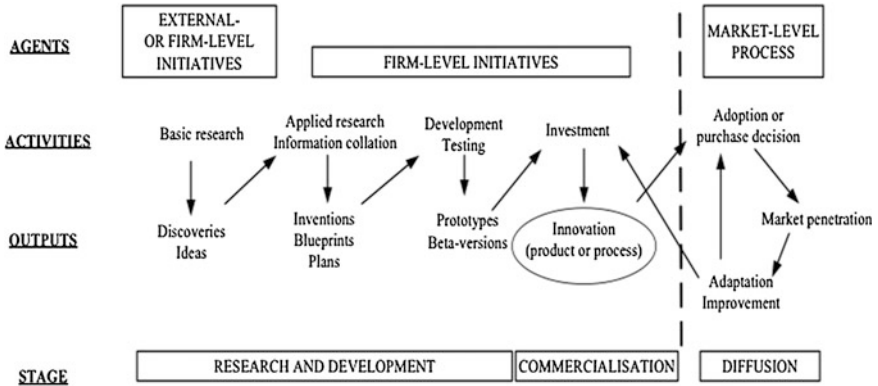 AGENTS
EXTERNAL-
OR FIRM-LEVEL
INITIATIVES
FIRM-LEVEL INITIATIVES
MARKET-LEVEL
PROCESS
ACTIVITIES
Basic research
Applied research
Information collation
Development
Testing
Investment
Adoption or
purchase decision
OUTPUTS
Discoveries
Ideas
Inventions
Blueprints
Plans
Prototypes
Beta-versions
Innovation
(product or process)
Market penetration
Adaptation
Improvement
STAGE
RESEARCH AND DEVELOPMENT
COMMERCIALISATION
DIFFUSION